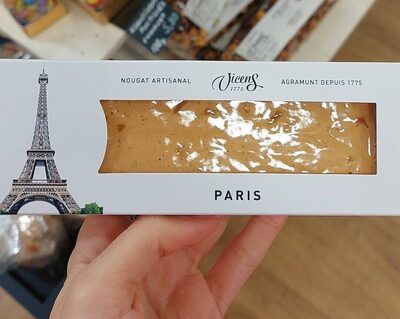 NOUGAT ARTISANAL
Vicens
1775
AGRAMUNT DEPUIS 1775
PARIS